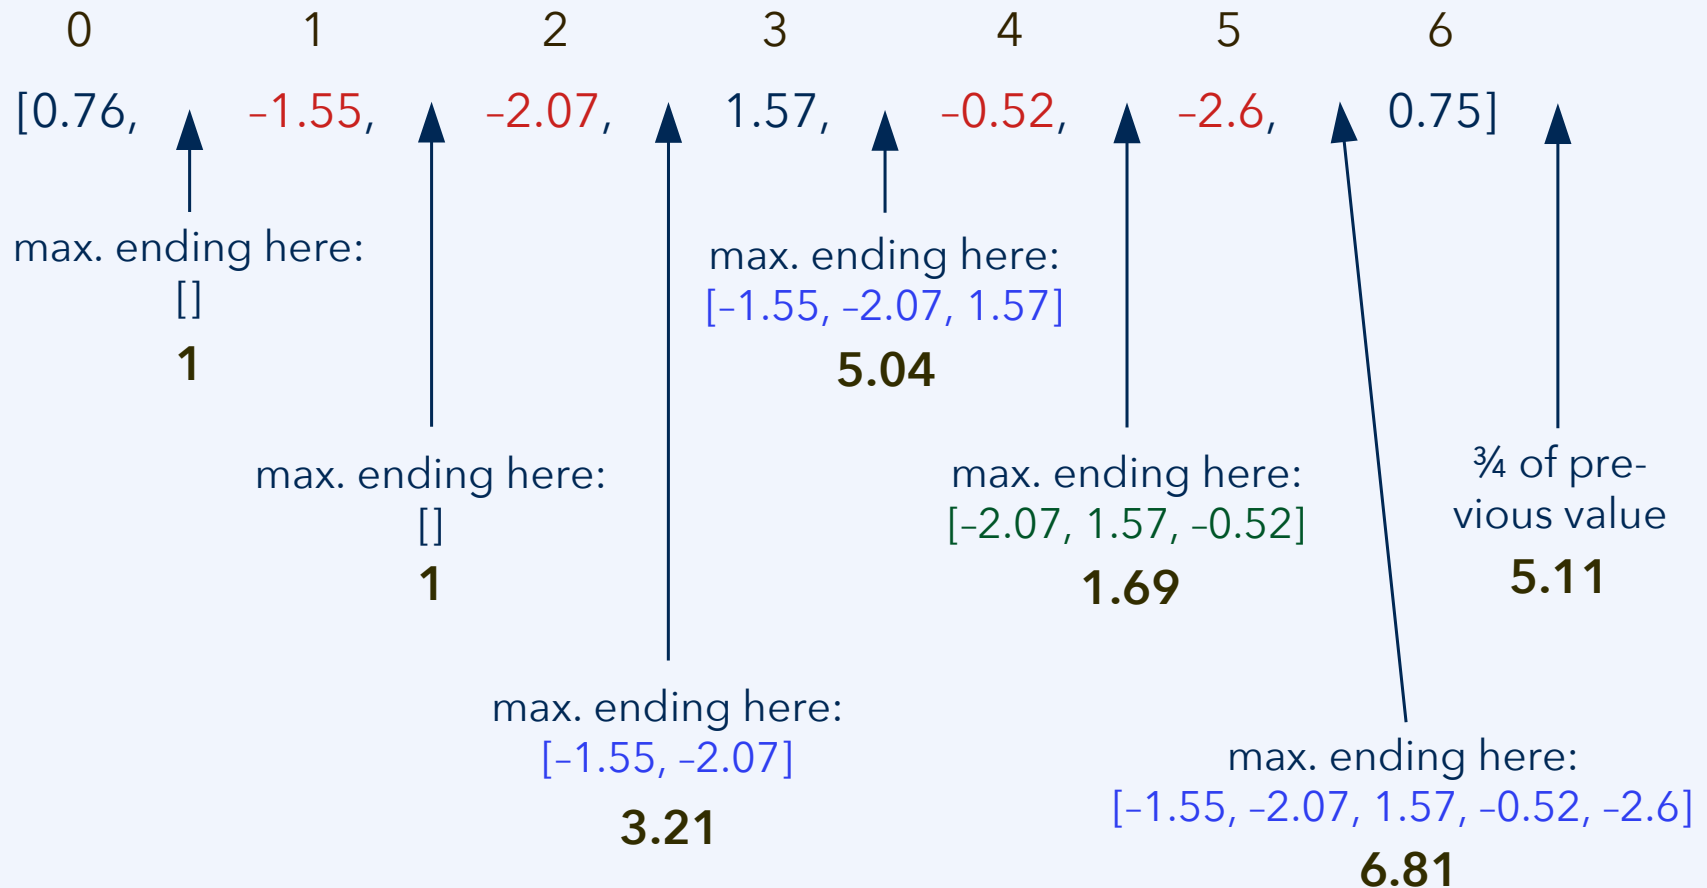 0 1 2 3 4 5 6
[0.76, –1.55, –2.07, 1.57, –0.52, –2.6, 0.75]
max. ending here:
[]
1
max. ending here:
[]
1
max. ending here:
[–1.55, –2.07]
3.21
max. ending here:
[–1.55, –2.07, 1.57]
5.04
max. ending here:
[–2.07, 1.57, –0.52]
1.69
max. ending here:
[–1.55, –2.07, 1.57, –0.52, –2.6]
6.81
¾ of pre-
vious value
5.11